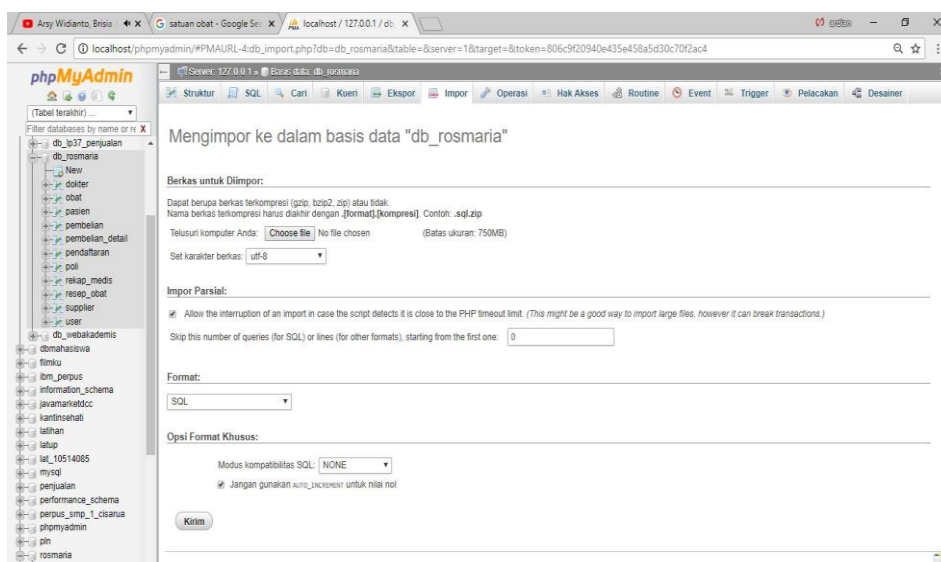 Arsy Widianto, Brisia
satuan obat - Google Se
localhost / 127.0.0.1 / db
localhost/phpmyadmin/#PMAURL-4:db_import.php?db=db_rosmaria&table=&server=1&target=&token=806c9f20940e435e458a5d30c70f2ac4
phpMyAdmin
(Tabel terakhir) ...
Filter databases by name or re X
db_lp37_penjualan
db_rosmaria
New
dokter
obat
pasien
pembelian
pembelian_detail
pendaftaran
poli
rekap_medis
resep_obat
supplier
user
db_webakademis
dbmahasiswa
filmku
ibm_perpus
information_schema
javamarketdcc
kantinsehati
latihan
latup
lat_10514085
mysql
penjualan
performance_schema
perpus_smp_1_cisarua
phpmyadmin
pln
rosmaria
Server: 127.0.0.1 » Basis data: db_rosmaria
Struktur SQL Cari Kueri Ekspor Impor Operasi Hak Akses Routine Event Trigger Pelacakan Desainer
Mengimpor ke dalam basis data "db_rosmaria"
Berkas untuk Diimpor:
Dapat berupa berkas terkompresi (gzip, bzip2, zip) atau tidak.
Nama berkas terkompresi harus diakhir dengan .[format].[kompresi]. Contoh: .sql.zip
Telusuri komputer Anda: Choose file No file chosen (Batas ukuran: 750MB)
Set karakter berkas: utf-8
Impor Parsial:
Allow the interruption of an import in case the script detects it is close to the PHP timeout limit. (This might be a good way to import large files, however it can break transactions.)
Skip this number of queries (for SQL) or lines (for other formats), starting from the first one: 0
Format:
SQL
Opsi Format Khusus:
Modus kompatibilitas SQL: NONE
Jangan gunakan AUTO_INCREMENT untuk nilai nol
Kirim